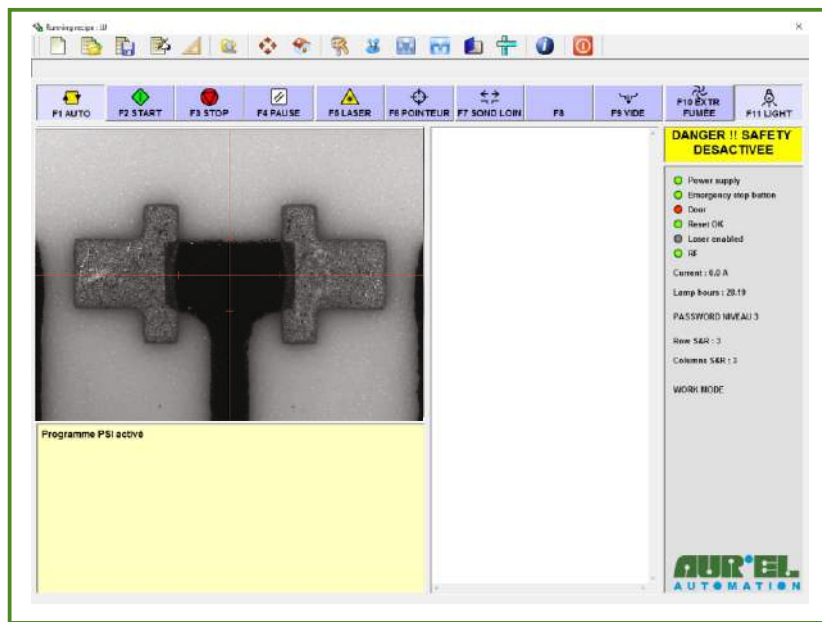 Running recipe : LU
F1 AUTO
F2 START
F3 STOP
F4 PAUSE
F5 LASER
F6 POINTEUR
F7 SOND LOIN
F8
F9 VIDE
F10 EXTR
FUMÉE
F11 LIGHT
DANGER !! SAFETY
DESACTIVEE
Power supply
Emergency stop button
Door
Reset OK
Laser enabled
RF
Current : 0.0 A
Lamp hours : 28.19
PASSWORD NIVEAU 3
Row S&R : 3
Columns S&R : 3
WORK MODE
Programme PSI activé
AUR°EL
AUTOMATION